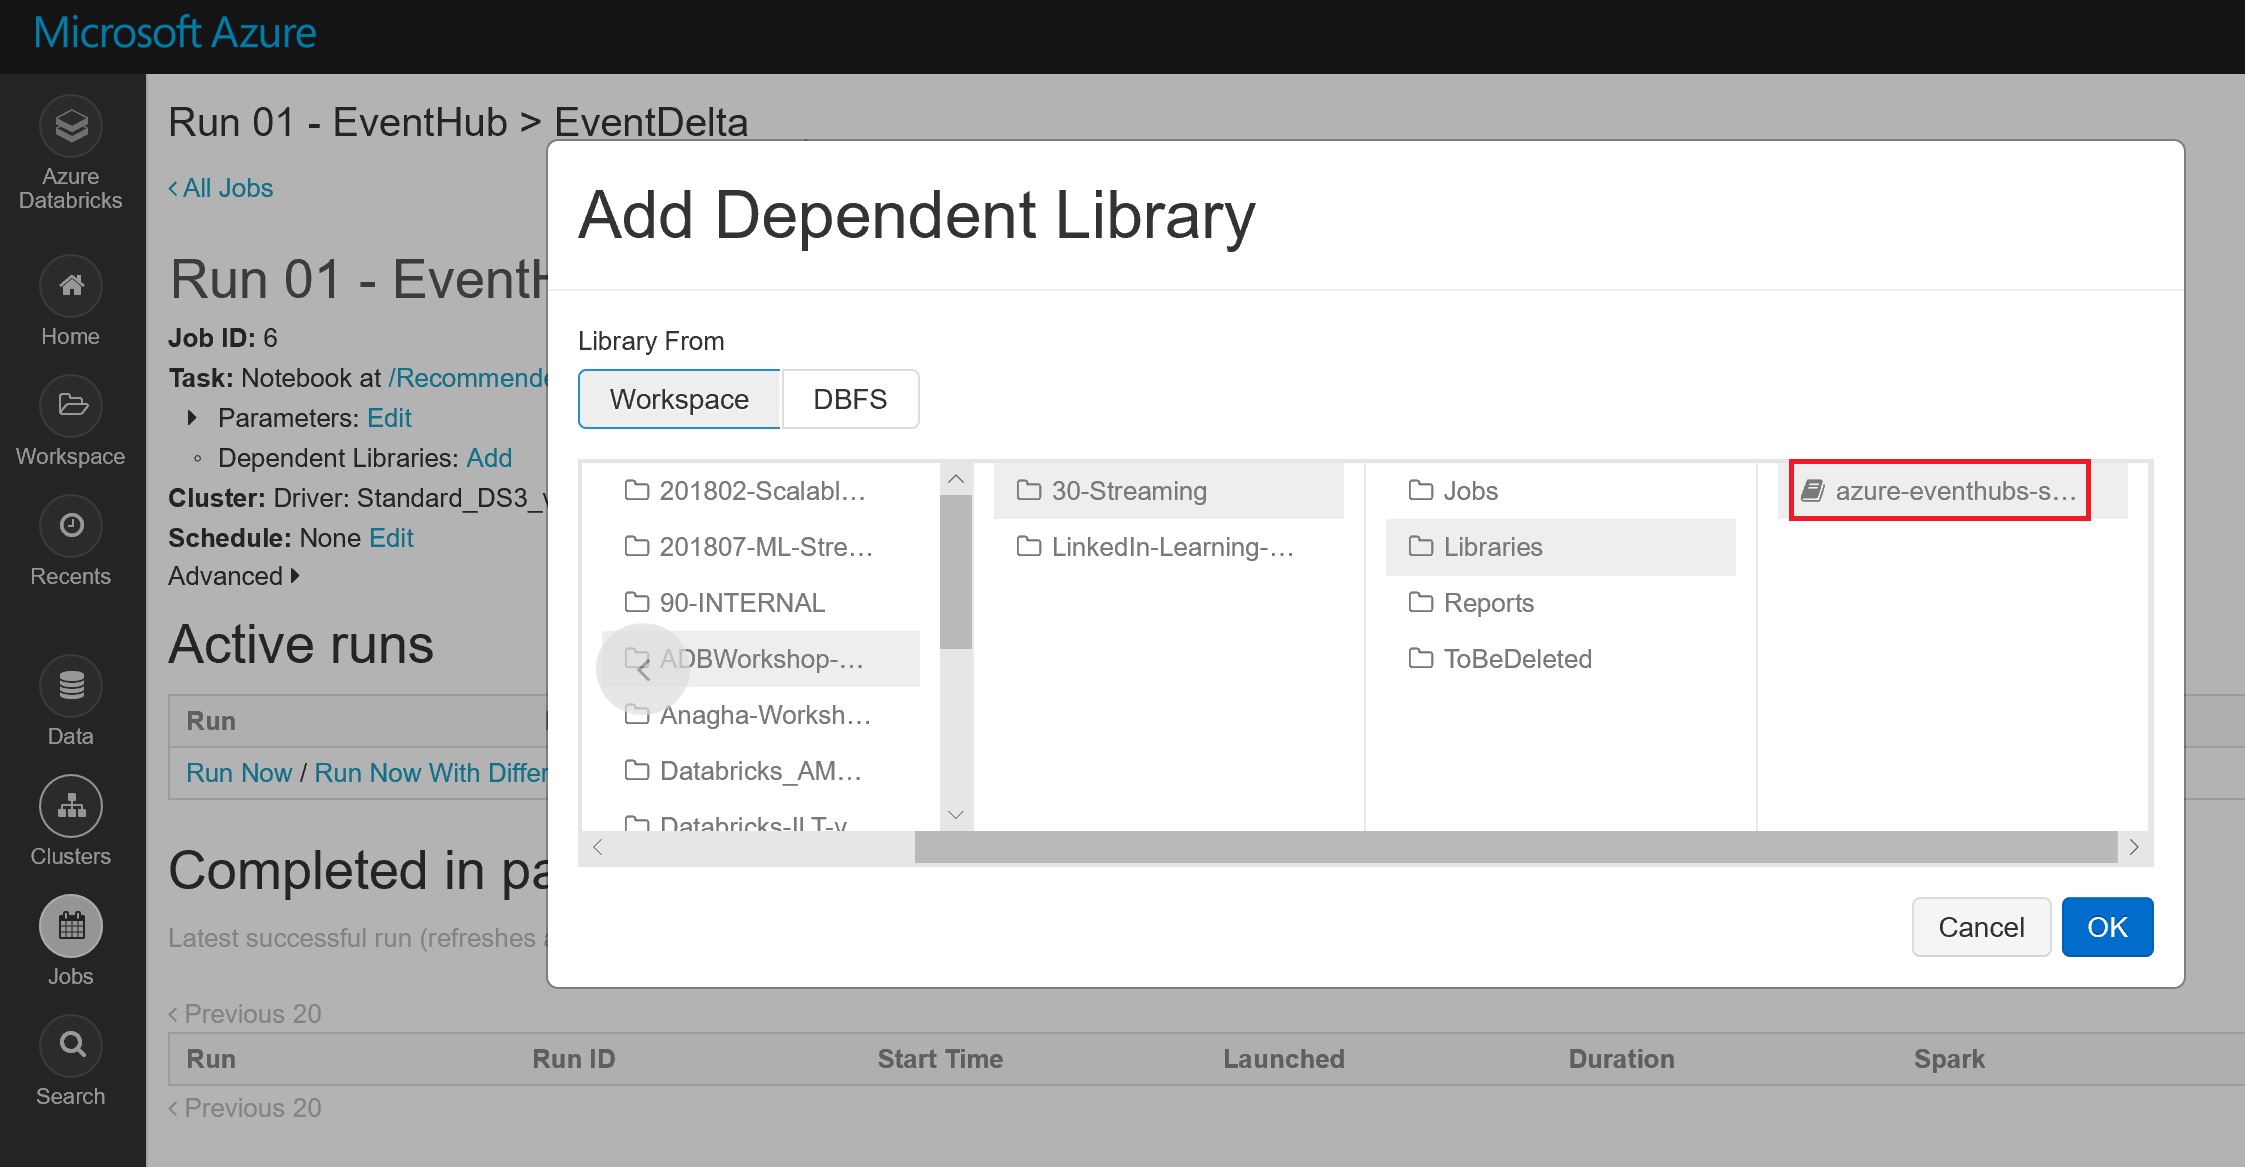 Microsoft Azure
Azure
Databricks
Home
Workspace
Recents
Data
Clusters
Jobs
Search
Run 01 - EventHub > EventDelta
All Jobs
Run 01 - EventH
Job ID: 6
Task: Notebook at /Recommende
Parameters: Edit
Dependent Libraries: Add
Cluster: Driver: Standard_DS3_v
Schedule: None Edit
Advanced
Active runs
Run
Run Now / Run Now With Differ
Completed in pa
Latest successful run (refreshes a
Previous 20
Run Run ID Start Time Launched Duration Spark
Previous 20
Add Dependent Library
Library From
Workspace DBFS
201802-Scalabl...
201807-ML-Stre...
90-INTERNAL
ADBWorkshop-...
Anagha-Worksh...
Databricks_AM...
Databricks-ILT-v
30-Streaming
LinkedIn-Learning-...
Jobs
Libraries
Reports
ToBeDeleted
azure-eventhubs-s...
Cancel OK